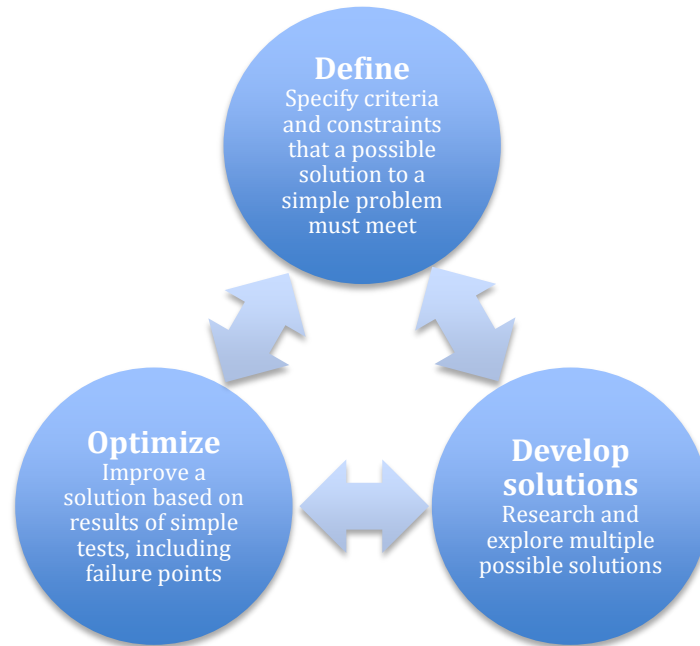 Define
Specify criteria
and constraints
that a possible
solution to a
simple problem
must meet
Optimize
Improve a
solution based on
results of simple
tests, including
failure points
Develop
solutions
Research and
explore multiple
possible solutions